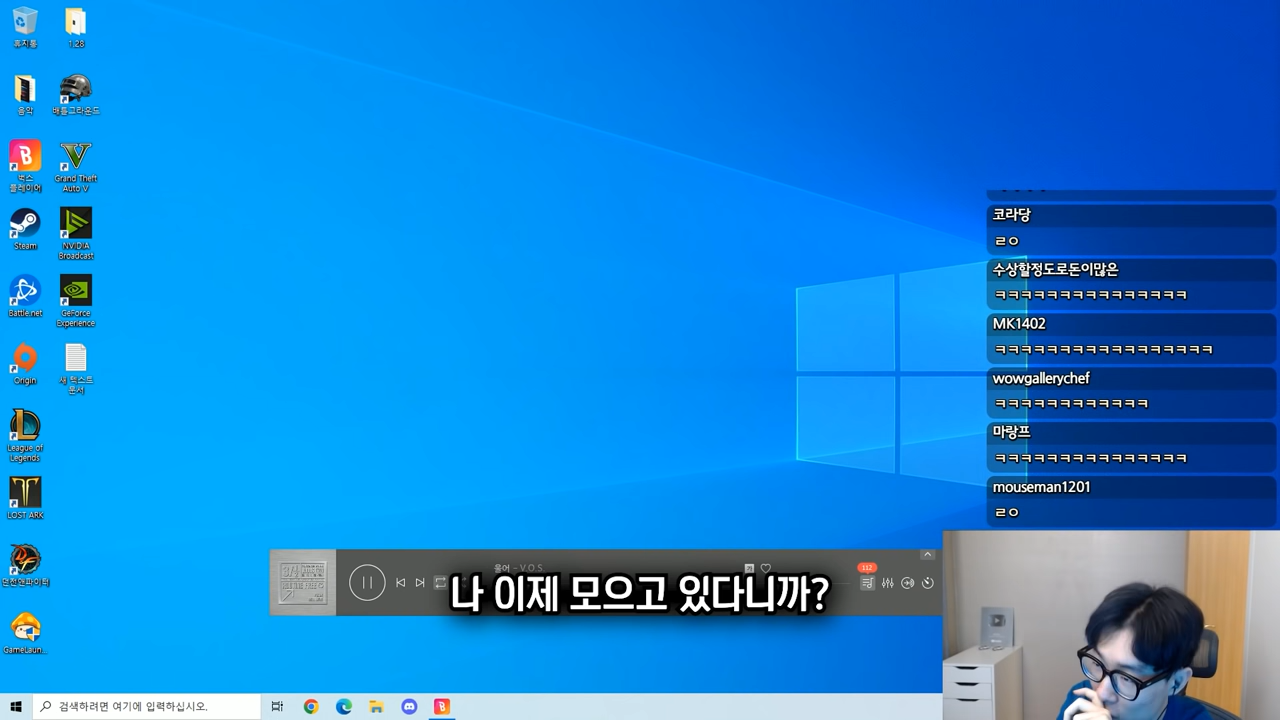 휴지통
1.28
음악
배틀그라운드
벅스
플레이어
Grand Theft
Auto V
Steam
NVIDIA
Broadcast
Battle.net
GeForce
Experience
Origin
새 텍스트
문서
League of
Legends
LOST ARK
던전앤파이터
GameLaun...
코라당
ㄹㅇ
수상할정도로돈이많은
ㅋㅋㅋㅋㅋㅋㅋㅋㅋㅋㅋㅋㅋㅋㅋ
MK1402
ㅋㅋㅋㅋㅋㅋㅋㅋㅋㅋㅋㅋㅋㅋㅋㅋㅋ
wowgallerychef
ㅋㅋㅋㅋㅋㅋㅋㅋㅋㅋㅋㅋ
마랑프
ㅋㅋㅋㅋㅋㅋㅋㅋㅋㅋㅋㅋㅋㅋㅋ
mouseman1201
ㄹㅇ
울어 - V.O.S
112
나 이제 모으고 있다니까?
검색하려면 여기에 입력하십시오.